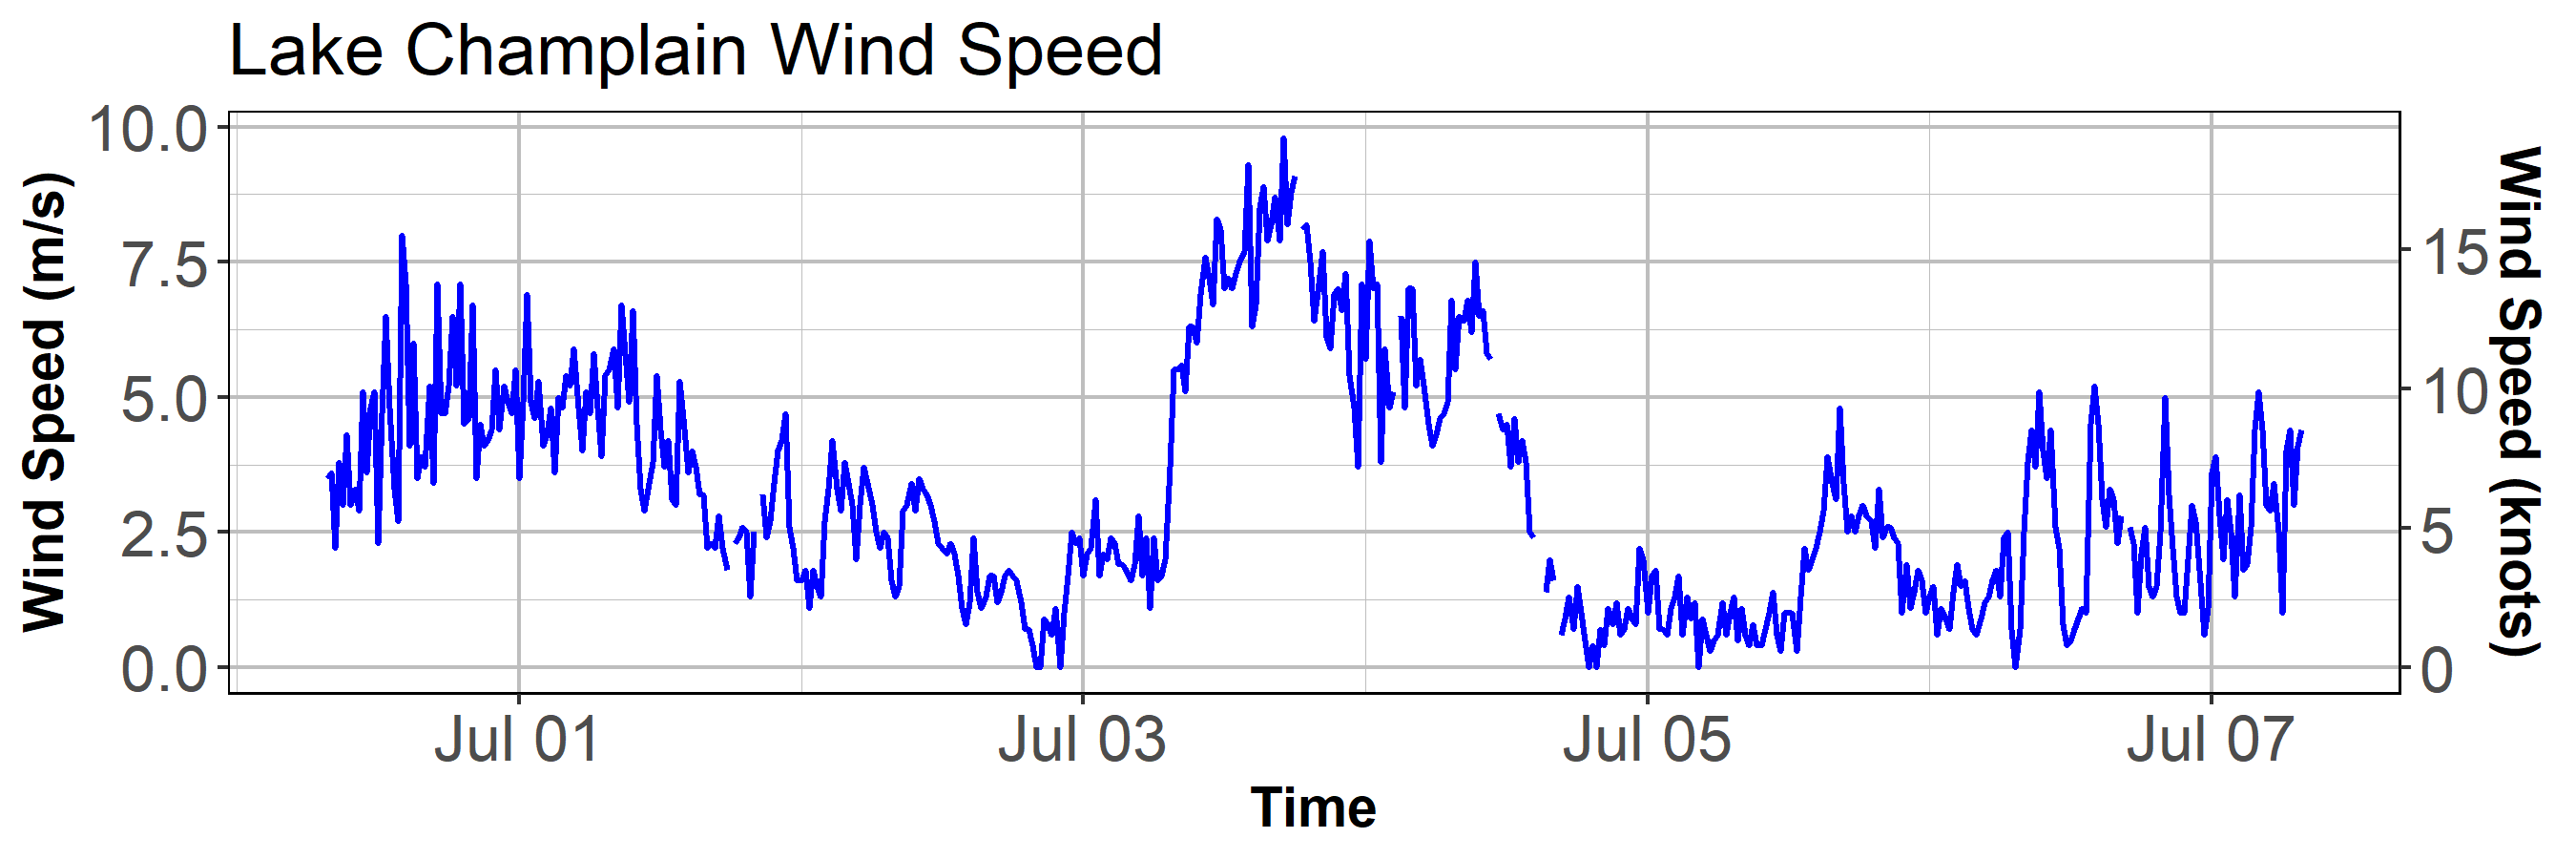 Lake Champlain Wind Speed
Wind Speed (m/s)
10.0
7.5
5.0
2.5
0.0
Wind Speed (knots)
15
10
5
0
Jul 01
Jul 03
Jul 05
Jul 07
Time